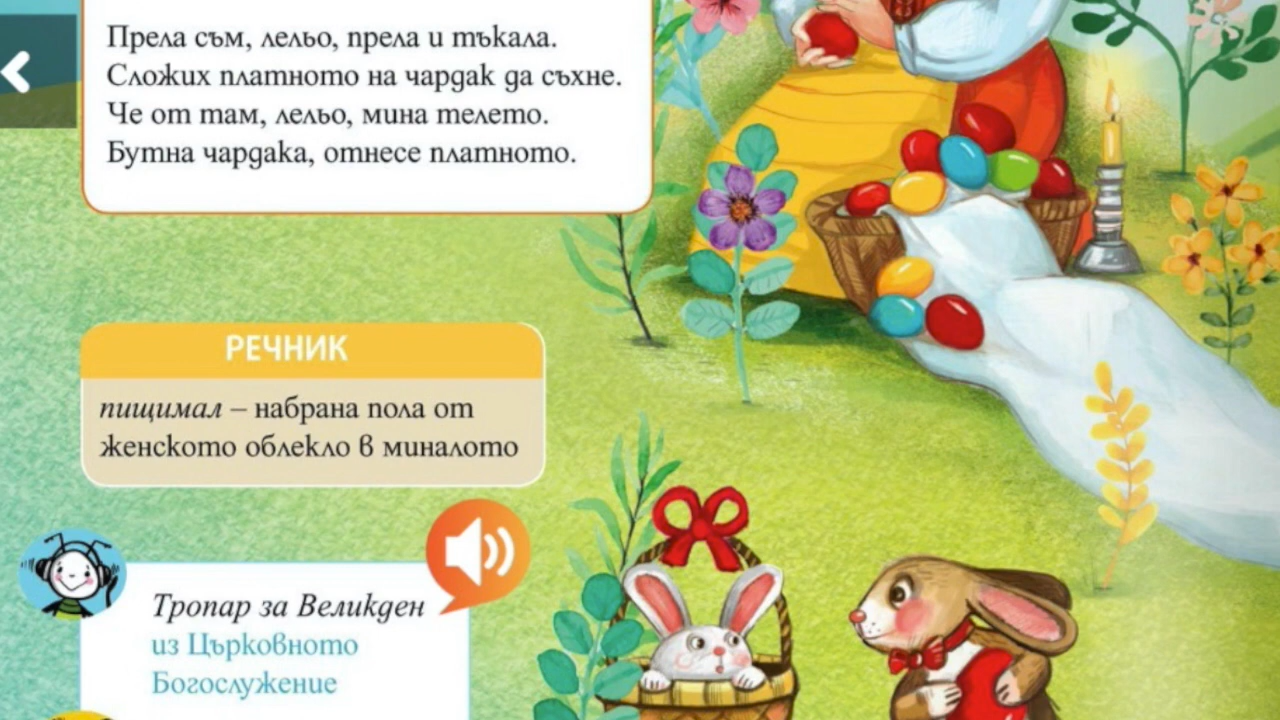 Прела съм, лельо, прела и тъкала.
Сложих платното на чардак да съхне.
Че от там, лельо, мина телето.
Бутна чардака, отнесе платното.
РЕЧНИК
пищимал – набрана пола от
женското облекло в миналото
Тропар за Великден
из Църковното
Богослужение